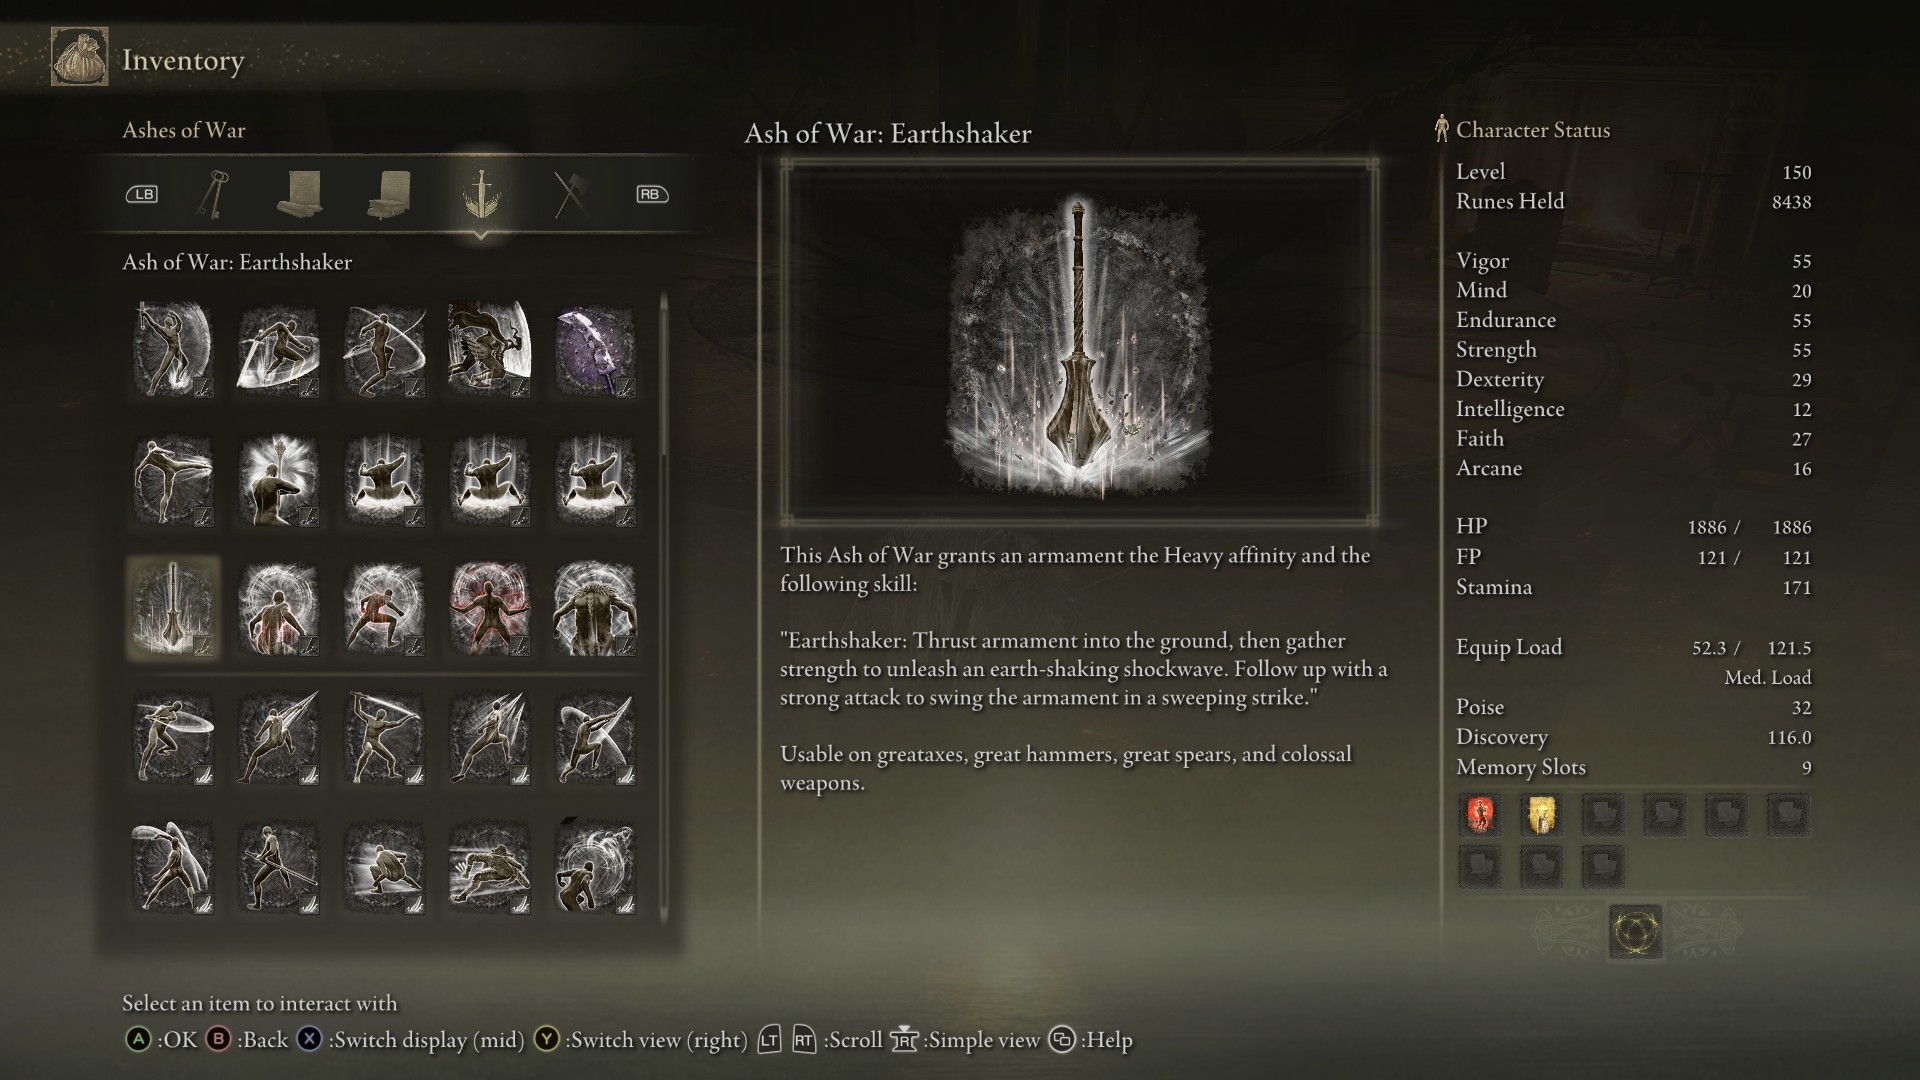 Inventory
Ashes of War
LB
RB
Ash of War: Earthshaker
Ash of War: Earthshaker
This Ash of War grants an armament the Heavy affinity and the
following skill:
"Earthshaker: Thrust armament into the ground, then gather
strength to unleash an earth-shaking shockwave. Follow up with a
strong attack to swing the armament in a sweeping strike."
Usable on greataxes, great hammers, great spears, and colossal
weapons.
Character Status
Level 150
Runes Held 8438
Vigor 55
Mind 20
Endurance 55
Strength 55
Dexterity 29
Intelligence 12
Faith 27
Arcane 16
HP 1886 / 1886
FP 121 / 121
Stamina 171
Equip Load 52.3 / 121.5
Med. Load
Poise 32
Discovery 116.0
Memory Slots 9
Select an item to interact with
A :OK B :Back X :Switch display (mid) Y :Switch view (right) LT RT :Scroll R :Simple view :Help